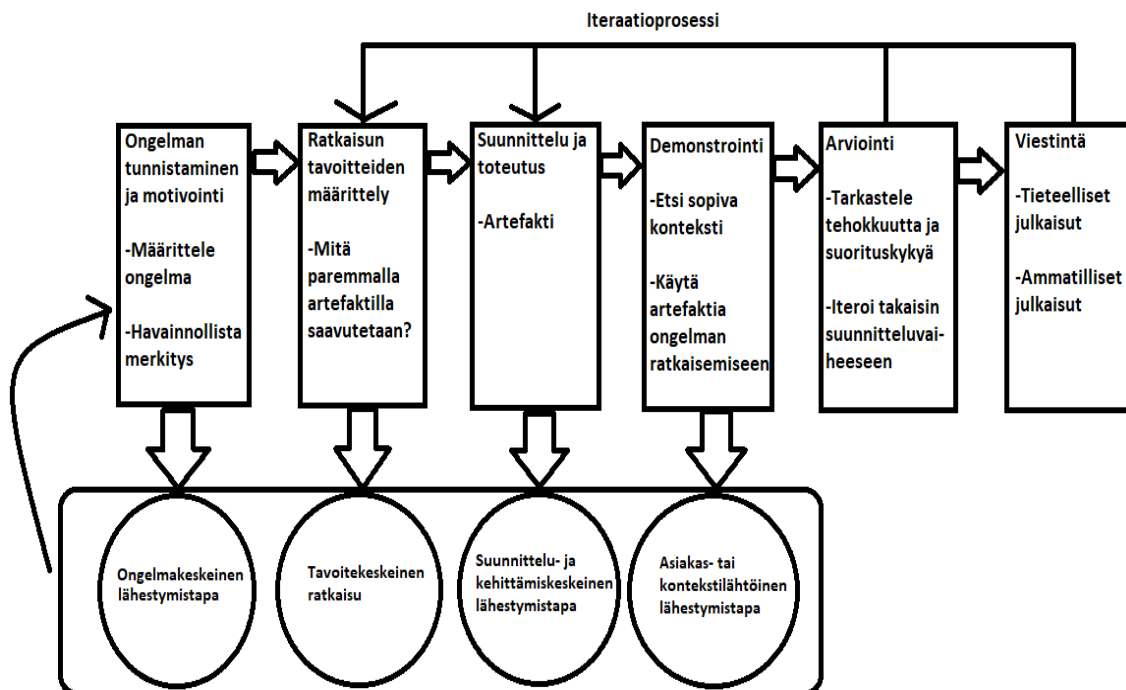 Iteraatioprosessi
Ongelman
tunnistaminen
ja motivointi
-Määrittele
ongelma
-Havainnollista
merkitys
Ratkaisun
tavoitteiden
määrittely
-Mitä
paremmalla
artefaktilla
saavutetaan?
Suunnittelu ja
toteutus
-Artefakti
Demonstrointi
-Etsi sopiva
konteksti
-Käytä
artefaktia
ongelman
ratkaisemiseen
Arviointi
-Tarkastele
tehokkuutta ja
suorituskykyä
-Iteroi takaisin
suunnitteluvai-
heeseen
Viestintä
-Tieteelliset
julkaisut
-Ammatilliset
julkaisut
Ongelmakeskeinen
lähestymistapa
Tavoitekeskeinen
ratkaisu
Suunnittelu- ja
kehittämiskeskeinen
lähestymistapa
Asiakas- tai
kontekstilähtöinen
lähestymistapa